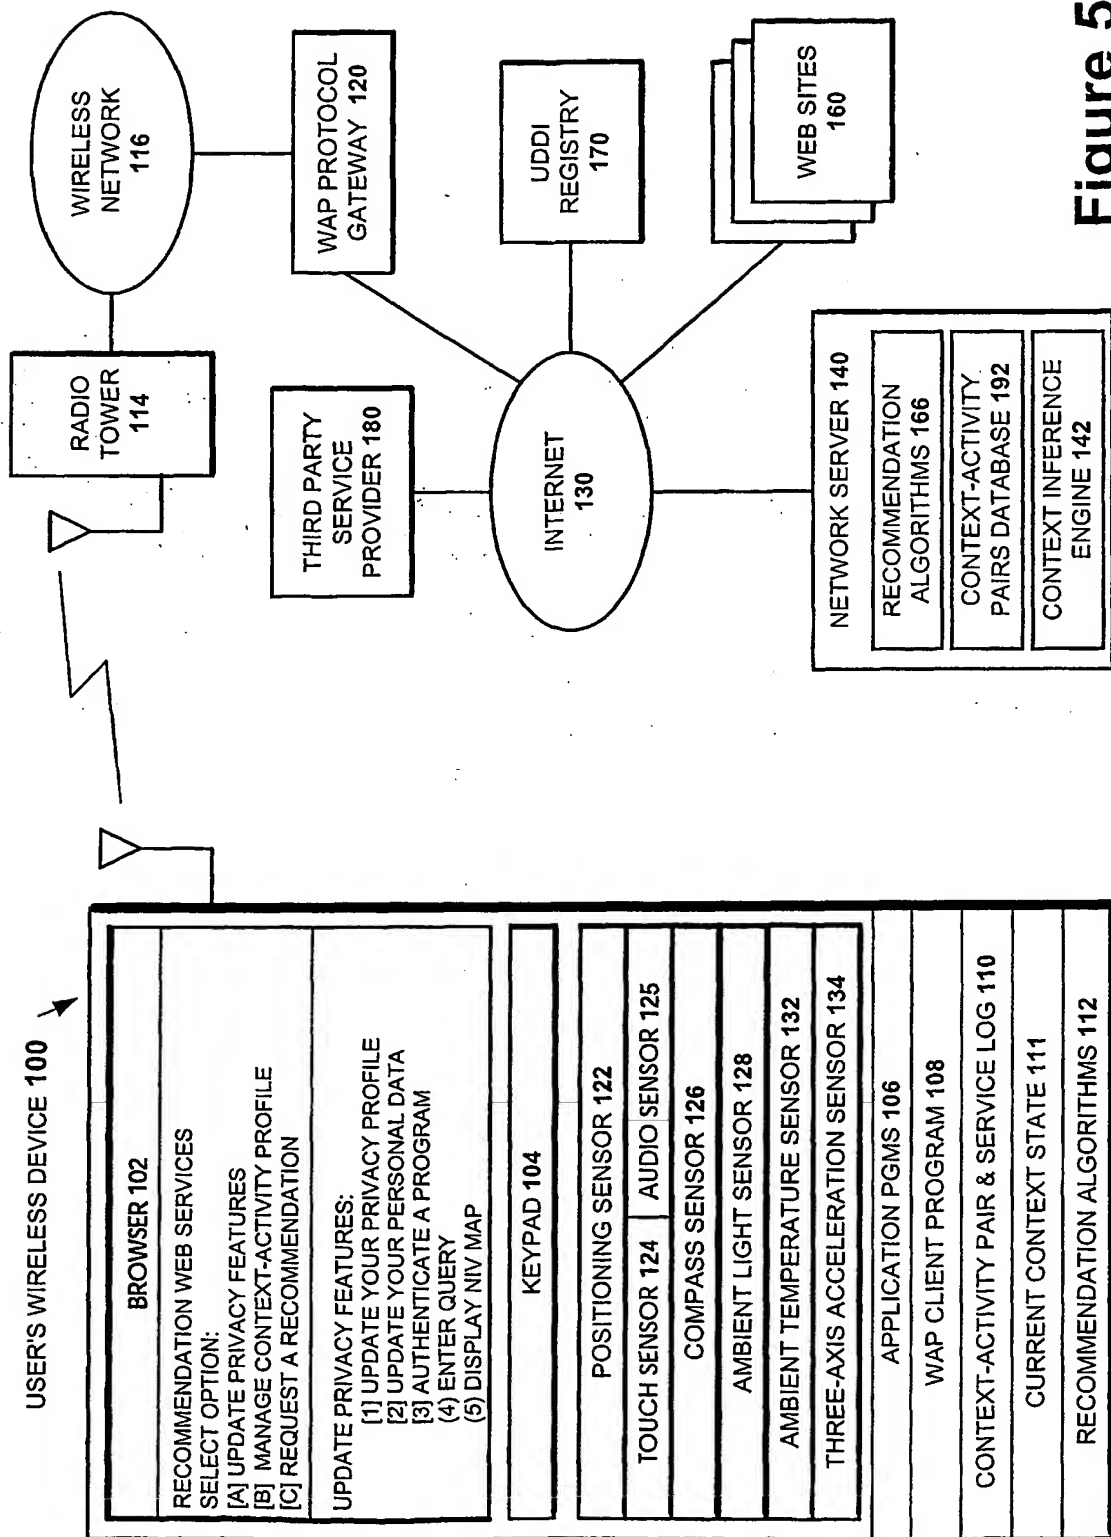 USER'S WIRELESS DEVICE 100
BROWSER 102
RECOMMENDATION WEB SERVICES
SELECT OPTION:
[A] UPDATE PRIVACY FEATURES
[B] MANAGE CONTEXT-ACTIVITY PROFILE
[C] REQUEST A RECOMMENDATION
UPDATE PRIVACY FEATURES:
[1] UPDATE YOUR PRIVACY PROFILE
[2] UPDATE YOUR PERSONAL DATA
[3] AUTHENTICATE A PROGRAM
(4) ENTER QUERY
(5) DISPLAY NIV MAP
KEYPAD 104
POSITIONING SENSOR 122
TOUCH SENSOR 124
AUDIO SENSOR 125
COMPASS SENSOR 126
AMBIENT LIGHT SENSOR 128
AMBIENT TEMPERATURE SENSOR 132
THREE-AXIS ACCELERATION SENSOR 134
APPLICATION PGMS 106
WAP CLIENT PROGRAM 108
CONTEXT-ACTIVITY PAIR & SERVICE LOG 110
CURRENT CONTEXT STATE 111
RECOMMENDATION ALGORITHMS 112
RADIO
TOWER
114
WIRELESS
NETWORK
116
THIRD PARTY
SERVICE
PROVIDER 180
WAP PROTOCOL
GATEWAY 120
INTERNET
130
UDDI
REGISTRY
170
WEB SITES
160
NETWORK SERVER 140
RECOMMENDATION
ALGORITHMS 166
CONTEXT-ACTIVITY
PAIRS DATABASE 192
CONTEXT INFERENCE
ENGINE 142
Figure 5